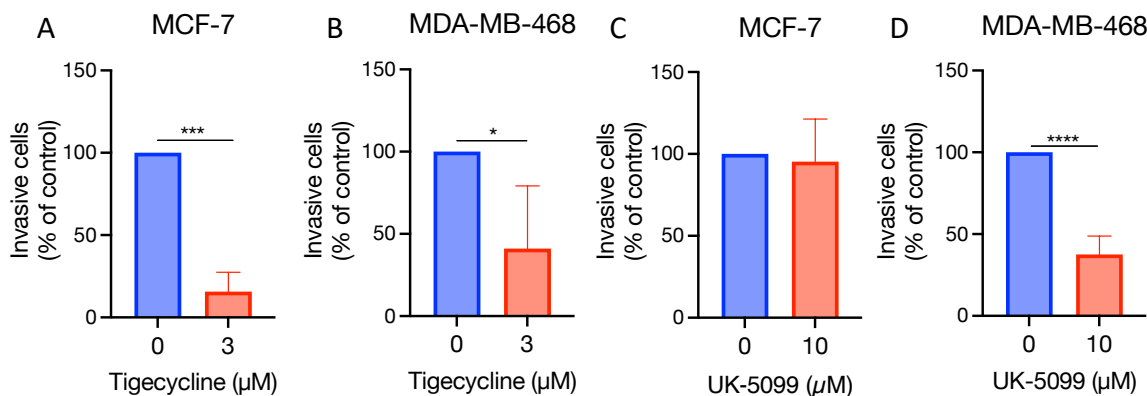 A MCF-7
150
100
50
0
Invasive cells
(% of control)
***
0 3
Tigecycline (µM)
B MDA-MB-468
150
100
50
0
Invasive cells
(% of control)
*
0 3
Tigecycline (µM)
C MCF-7
150
100
50
0
Invasive cells
(% of control)
0 10
UK-5099 (µM)
D MDA-MB-468
150
100
50
0
Invasive cells
(% of control)
****
0 10
UK-5099 (µM)